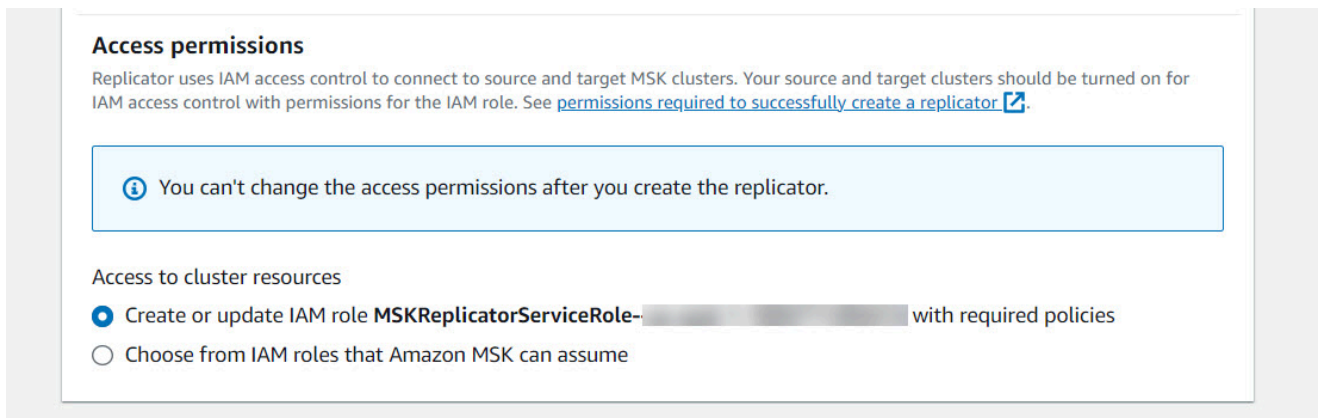 Access permissions
Replicator uses IAM access control to connect to source and target MSK clusters. Your source and target clusters should be turned on for
IAM access control with permissions for the IAM role. See permissions required to successfully create a replicator.
You can't change the access permissions after you create the replicator.
Access to cluster resources
Create or update IAM role MSKReplicatorServiceRole- with required policies
Choose from IAM roles that Amazon MSK can assume